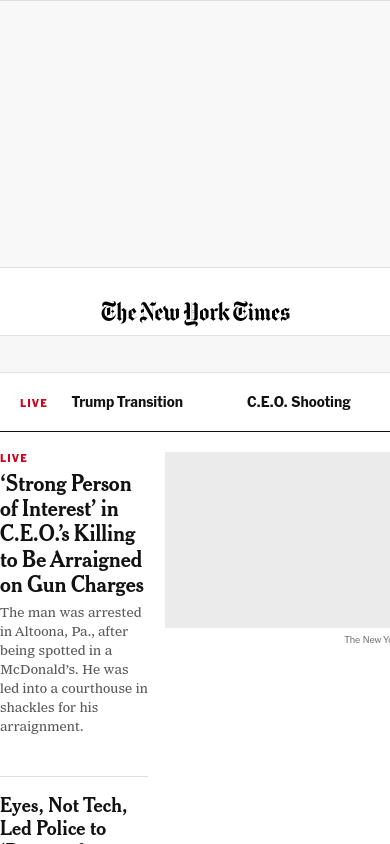 The New York Times
LIVE Trump Transition C.E.O. Shooting
LIVE
‘Strong Person
of Interest’ in
C.E.O.’s Killing
to Be Arraigned
on Gun Charges
The man was arrested
in Altoona, Pa., after
being spotted in a
McDonald’s. He was
led into a courthouse in
shackles for his
arraignment.
The New Yo
Eyes, Not Tech,
Led Police to